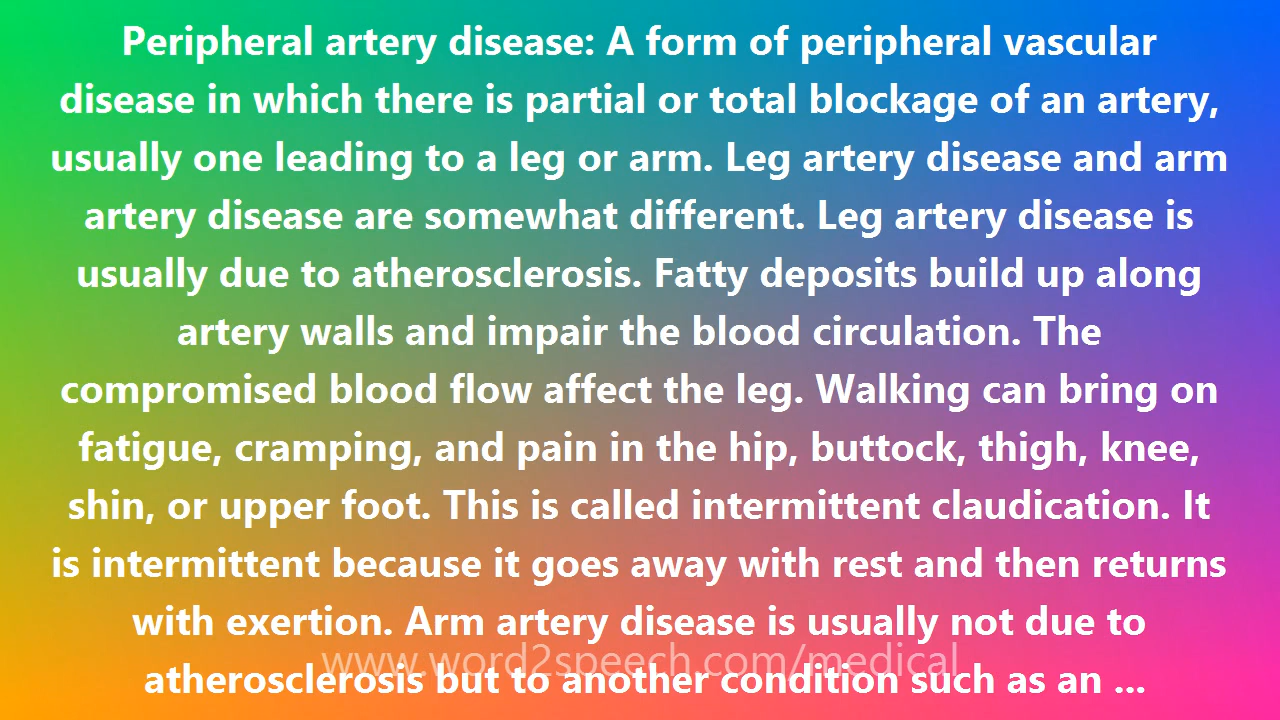 Peripheral artery disease: A form of peripheral vascular
disease in which there is partial or total blockage of an artery,
usually one leading to a leg or arm. Leg artery disease and arm
artery disease are somewhat different. Leg artery disease is
usually due to atherosclerosis. Fatty deposits build up along
artery walls and impair the blood circulation. The
compromised blood flow affect the leg. Walking can bring on
fatigue, cramping, and pain in the hip, buttock, thigh, knee,
shin, or upper foot. This is called intermittent claudication. It
is intermittent because it goes away with rest and then returns
with exertion. Arm artery disease is usually not due to
www.word2speech.com/medical
atherosclerosis but to another condition such as an ...